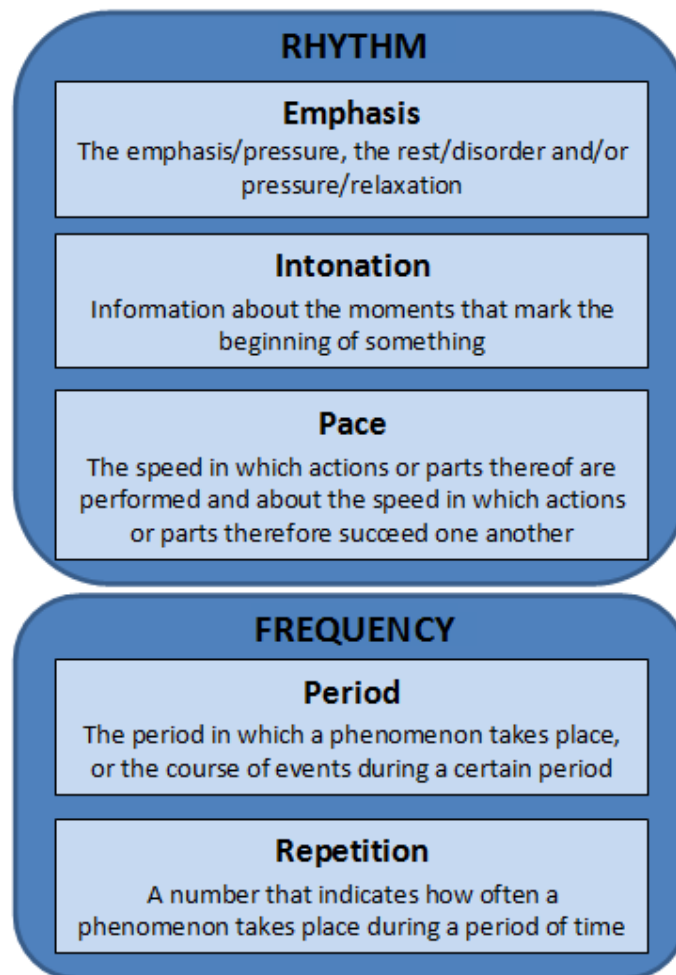 RHYTHM
Emphasis
The emphasis/pressure, the rest/disorder and/or
pressure/relaxation
Intonation
Information about the moments that mark the
beginning of something
Pace
The speed in which actions or parts thereof are
performed and about the speed in which actions
or parts therefore succeed one another
FREQUENCY
Period
The period in which a phenomenon takes place,
or the course of events during a certain period
Repetition
A number that indicates how often a
phenomenon takes place during a period of time